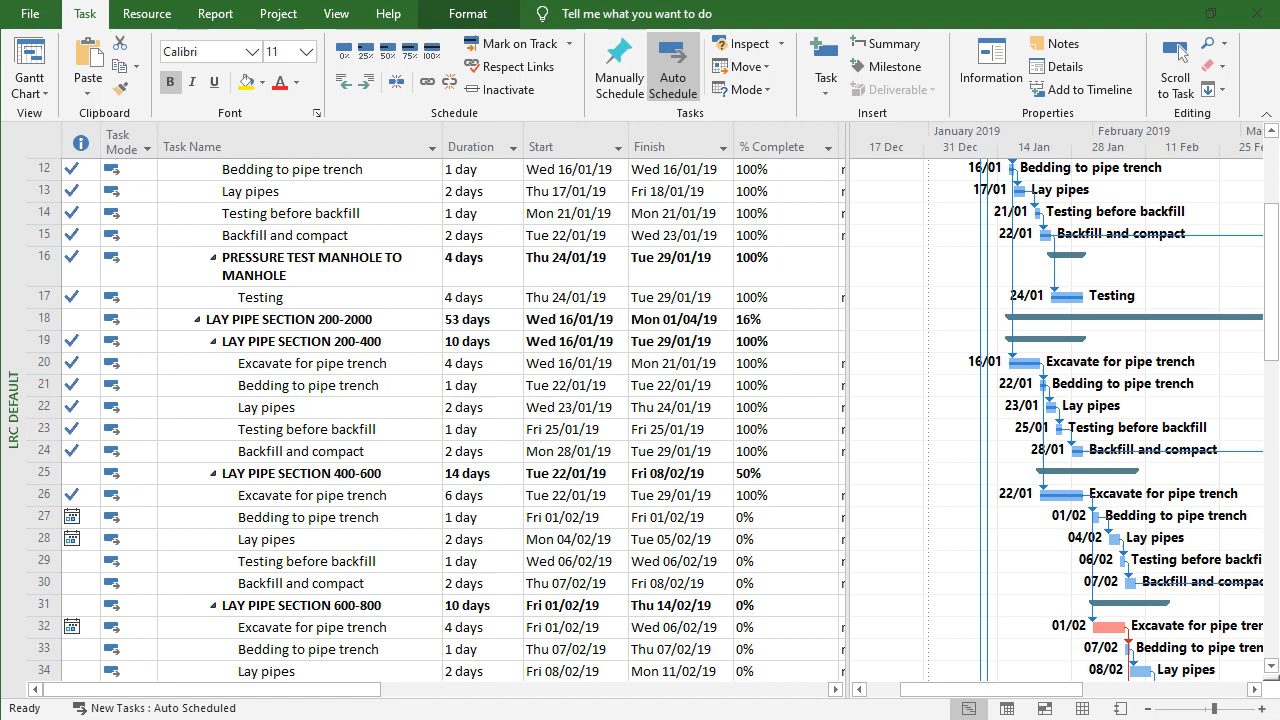 File Task Resource Report Project View Help Format Tell me what you want to do
Gantt Chart
View
Paste
Clipboard
Calibri 11
B I U A
Font
0% 25% 50% 75% 100%
Mark on Track
Respect Links
Inactivate
Schedule
Manually Schedule
Auto Schedule
Inspect
Move
Mode
Tasks
Task
Summary
Milestone
Deliverable
Insert
Information
Notes
Details
Add to Timeline
Properties
Scroll to Task
Editing
Task Mode Task Name Duration Start Finish % Complete
12 Bedding to pipe trench 1 day Wed 16/01/19 Wed 16/01/19 100%
13 Lay pipes 2 days Thu 17/01/19 Fri 18/01/19 100%
14 Testing before backfill 1 day Mon 21/01/19 Mon 21/01/19 100%
15 Backfill and compact 2 days Tue 22/01/19 Wed 23/01/19 100%
16 PRESSURE TEST MANHOLE TO 4 days Thu 24/01/19 Tue 29/01/19 100%
MANHOLE
17 Testing 4 days Thu 24/01/19 Tue 29/01/19 100%
18 LAY PIPE SECTION 200-2000 53 days Wed 16/01/19 Mon 01/04/19 16%
19 LAY PIPE SECTION 200-400 10 days Wed 16/01/19 Tue 29/01/19 100%
20 Excavate for pipe trench 4 days Wed 16/01/19 Mon 21/01/19 100%
21 Bedding to pipe trench 1 day Tue 22/01/19 Tue 22/01/19 100%
22 Lay pipes 2 days Wed 23/01/19 Thu 24/01/19 100%
23 Testing before backfill 1 day Fri 25/01/19 Fri 25/01/19 100%
24 Backfill and compact 2 days Mon 28/01/19 Tue 29/01/19 100%
25 LAY PIPE SECTION 400-600 14 days Tue 22/01/19 Fri 08/02/19 50%
26 Excavate for pipe trench 6 days Tue 22/01/19 Tue 29/01/19 100%
27 Bedding to pipe trench 1 day Fri 01/02/19 Fri 01/02/19 0%
28 Lay pipes 2 days Mon 04/02/19 Tue 05/02/19 0%
29 Testing before backfill 1 day Wed 06/02/19 Wed 06/02/19 0%
30 Backfill and compact 2 days Thu 07/02/19 Fri 08/02/19 0%
31 LAY PIPE SECTION 600-800 10 days Fri 01/02/19 Thu 14/02/19 0%
32 Excavate for pipe trench 4 days Fri 01/02/19 Wed 06/02/19 0%
33 Bedding to pipe trench 1 day Thu 07/02/19 Thu 07/02/19 0%
34 Lay pipes 2 days Fri 08/02/19 Mon 11/02/19 0%
LRC DEFAULT
January 2019 February 2019 Ma
17 Dec 31 Dec 14 Jan 28 Jan 11 Feb 25 Feb
16/01 Bedding to pipe trench
17/01 Lay pipes
21/01 Testing before backfill
22/01 Backfill and compact
24/01 Testing
16/01 Excavate for pipe trench
22/01 Bedding to pipe trench
23/01 Lay pipes
25/01 Testing before backfill
28/01 Backfill and compact
22/01 Excavate for pipe trench
01/02 Bedding to pipe trench
04/02 Lay pipes
06/02 Testing before backfi
07/02 Backfill and compac
01/02 Excavate for pipe tren
07/02 Bedding to pipe tren
08/02 Lay pipes
Ready New Tasks : Auto Scheduled